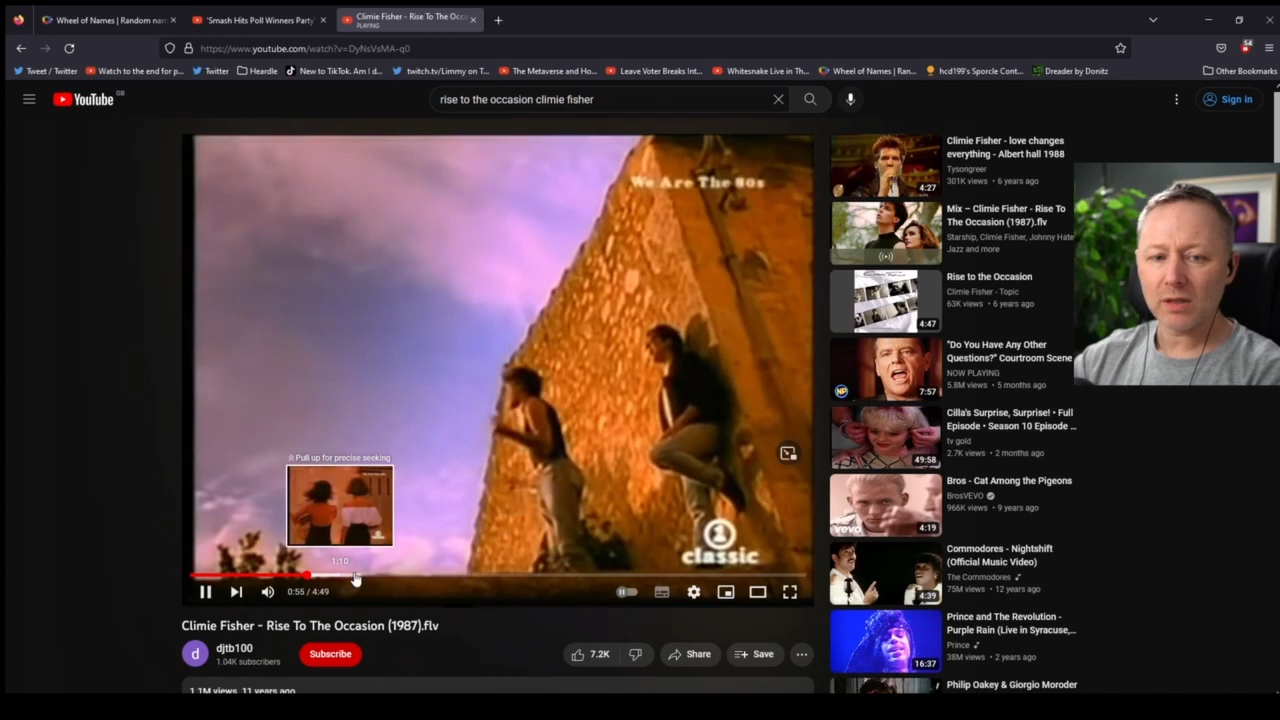 Wheel of Names | Random nam
'Smash Hits Poll Winners Party'
Climie Fisher - Rise To The Occ
PLAYING
https://www.youtube.com/watch?v=DyNsVsMA-q0
54
Tweet / Twitter
Watch to the end for p...
Twitter
Heardle
New to TikTok. Am I d...
twitch.tv/Limmy on T...
The Metaverse and Ho...
Leave Voter Breaks Int...
Whitesnake Live in Th...
Wheel of Names | Ran...
hcd199's Sporcle Cont...
Dreader by Donitz
Other Bookmarks
YouTube GB
rise to the occasion climie fisher
Sign in
We Are The 80s
Pull up for precise seeking
1:10
1
classic
0:55 / 4:49
Climie Fisher - Rise To The Occasion (1987).flv
djtb100
1.04K subscribers
Subscribe
7.2K
Share
Save
1.1M views 11 years ago
Climie Fisher - love changes
everything - Albert hall 1988
Tysongreer
301K views • 6 years ago
4:27
Mix – Climie Fisher - Rise To
The Occasion (1987).flv
Starship, Climie Fisher, Johnny Hate
Jazz and more
Rise to the Occasion
Climie Fisher - Topic
63K views • 6 years ago
4:47
"Do You Have Any Other
Questions?" Courtroom Scene
NOW PLAYING
5.8M views • 5 months ago
NP
7:57
Cilla's Surprise, Surprise! • Full
Episode • Season 10 Episode ...
tv gold
2.7K views • 2 months ago
49:58
Bros - Cat Among the Pigeons
BrosVEVO
966K views • 9 years ago
vevo
4:19
Commodores - Nightshift
(Official Music Video)
The Commodores
75M views • 12 years ago
4:39
Prince and The Revolution -
Purple Rain (Live in Syracuse,...
Prince
38M views • 2 years ago
16:37
Philip Oakey & Giorgio Moroder